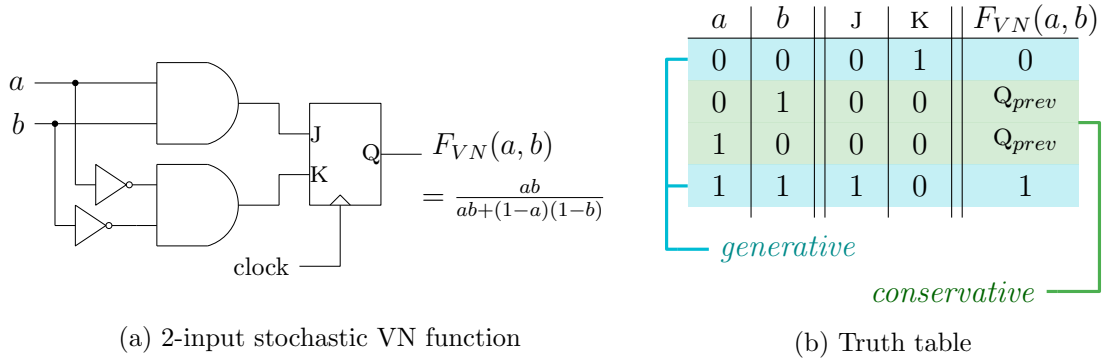 a
b
J
K
Q
clock
F_{VN}(a, b)
= \frac{ab}{ab+(1-a)(1-b)}
(a) 2-input stochastic VN function
a b J K F_{VN}(a, b)
0 0 0 1 0
0 1 0 0 Q_{prev}
1 0 0 0 Q_{prev}
1 1 1 0 1
generative
conservative
(b) Truth table